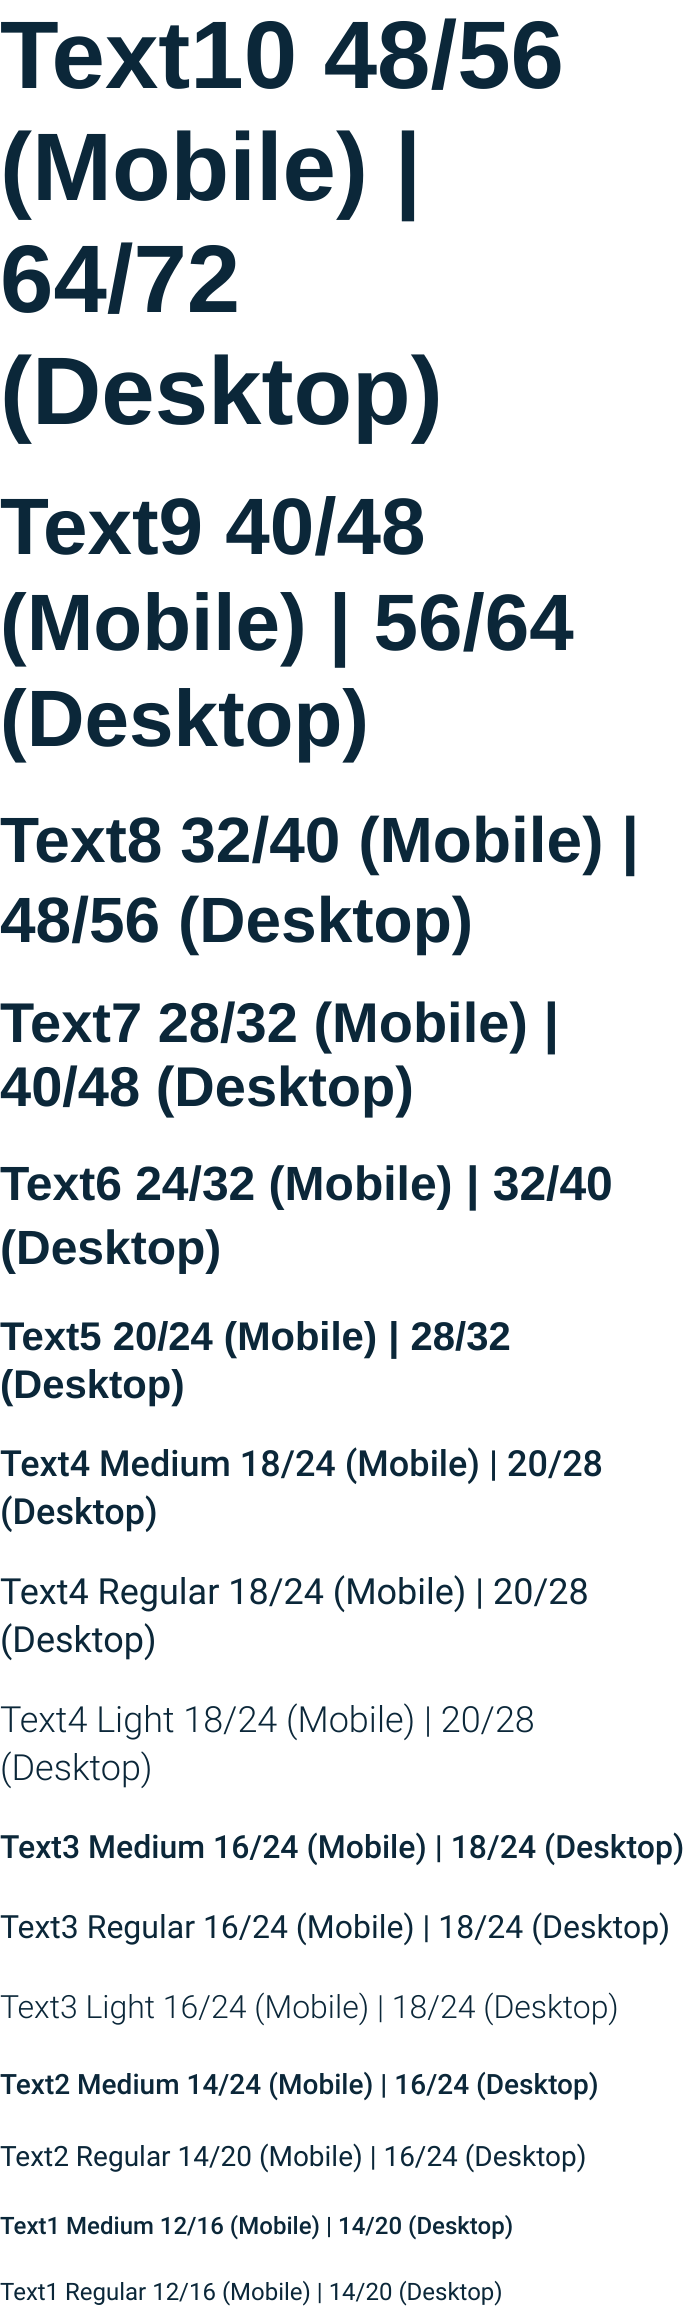 Text10 48/56
(Mobile) |
64/72
(Desktop)
Text9 40/48
(Mobile) | 56/64
(Desktop)
Text8 32/40 (Mobile) |
48/56 (Desktop)
Text7 28/32 (Mobile) |
40/48 (Desktop)
Text6 24/32 (Mobile) | 32/40
(Desktop)
Text5 20/24 (Mobile) | 28/32
(Desktop)
Text4 Medium 18/24 (Mobile) | 20/28
(Desktop)
Text4 Regular 18/24 (Mobile) | 20/28
(Desktop)
Text4 Light 18/24 (Mobile) | 20/28
(Desktop)
Text3 Medium 16/24 (Mobile) | 18/24 (Desktop)
Text3 Regular 16/24 (Mobile) | 18/24 (Desktop)
Text3 Light 16/24 (Mobile) | 18/24 (Desktop)
Text2 Medium 14/24 (Mobile) | 16/24 (Desktop)
Text2 Regular 14/20 (Mobile) | 16/24 (Desktop)
Text1 Medium 12/16 (Mobile) | 14/20 (Desktop)
Text1 Regular 12/16 (Mobile) | 14/20 (Desktop)